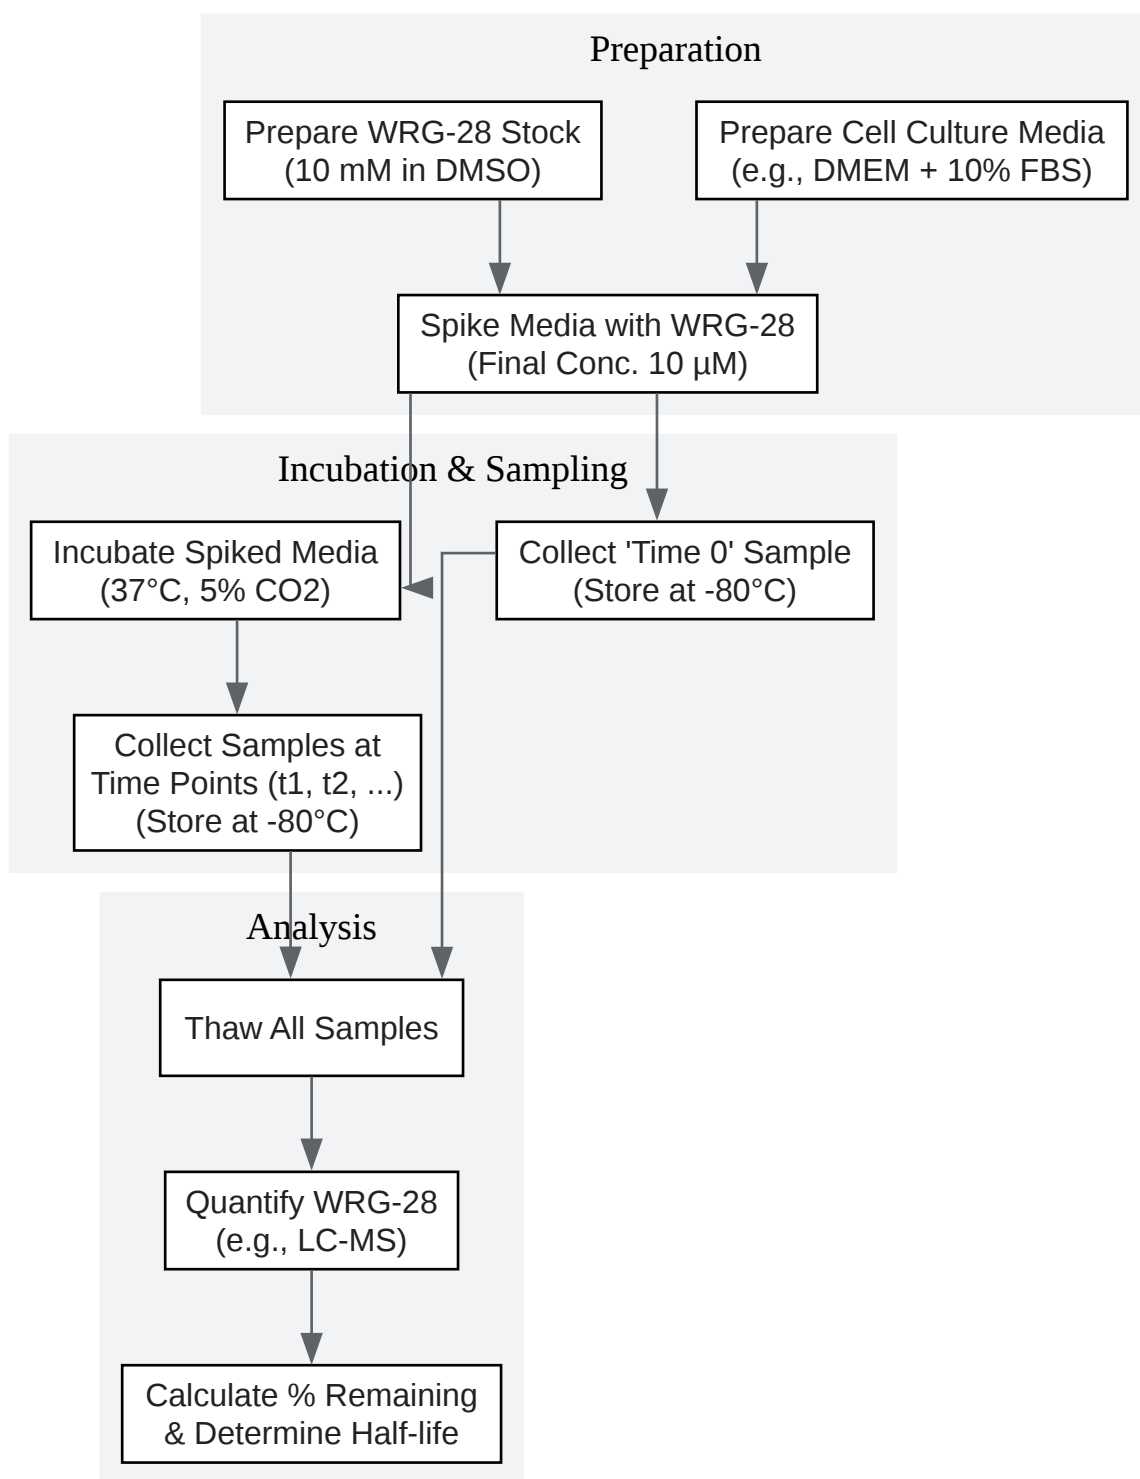 Preparation
Prepare WRG-28 Stock
(10 mM in DMSO)
Prepare Cell Culture Media
(e.g., DMEM + 10% FBS)
Spike Media with WRG-28
(Final Conc. 10 µM)
Incubation & Sampling
Incubate Spiked Media
(37°C, 5% CO2)
Collect 'Time 0' Sample
(Store at -80°C)
Collect Samples at
Time Points (t1, t2, ...)
(Store at -80°C)
Analysis
Thaw All Samples
Quantify WRG-28
(e.g., LC-MS)
Calculate % Remaining
& Determine Half-life